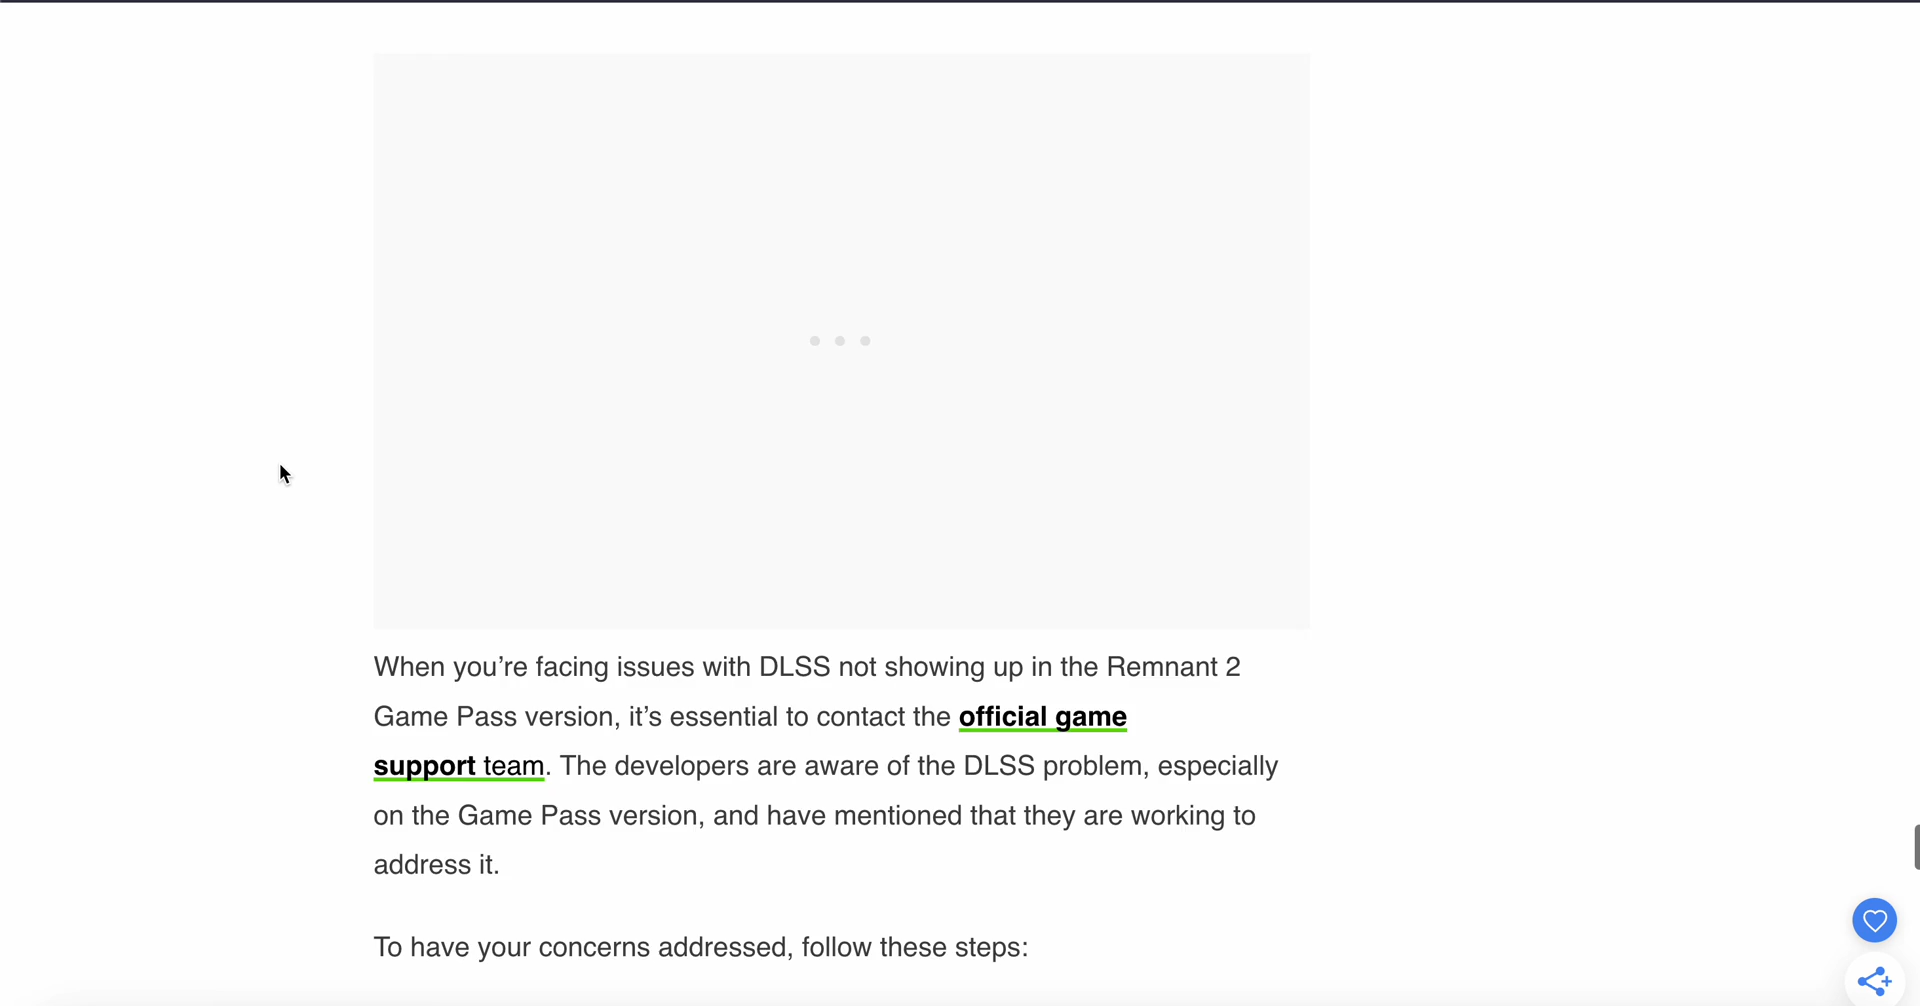 When you’re facing issues with DLSS not showing up in the Remnant 2
Game Pass version, it’s essential to contact the official game
support team. The developers are aware of the DLSS problem, especially
on the Game Pass version, and have mentioned that they are working to
address it.
To have your concerns addressed, follow these steps: